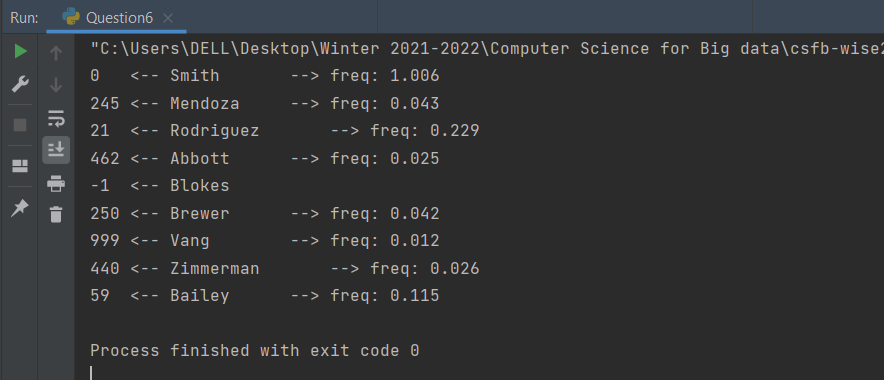 Run: Question6
"C:\Users\DELL\Desktop\Winter 2021-2022\Computer Science for Big data\csfb-wise2
0   <-- Smith       --> freq: 1.006
245 <-- Mendoza     --> freq: 0.043
21  <-- Rodriguez       --> freq: 0.229
462 <-- Abbott      --> freq: 0.025
-1  <-- Blokes
250 <-- Brewer      --> freq: 0.042
999 <-- Vang        --> freq: 0.012
440 <-- Zimmerman       --> freq: 0.026
59  <-- Bailey      --> freq: 0.115
Process finished with exit code 0